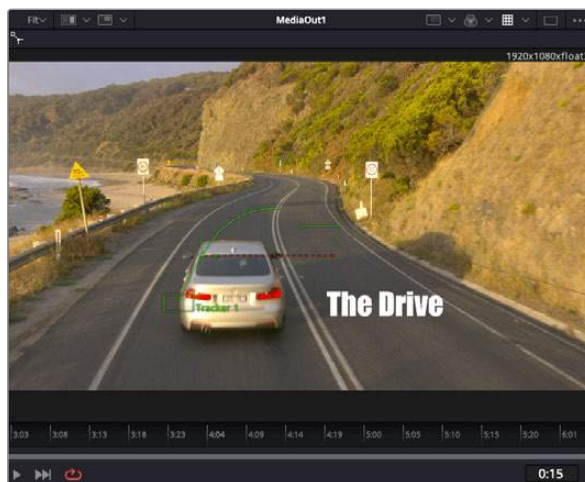 Fit MediaOut1
1920x1080xfloat
Tracker 1
The Drive
3:03 3:08 3:13 3:18 3:23 4:04 4:09 4:14 4:19 5:00 5:05 5:10 5:15 5:20 6:01
0:15